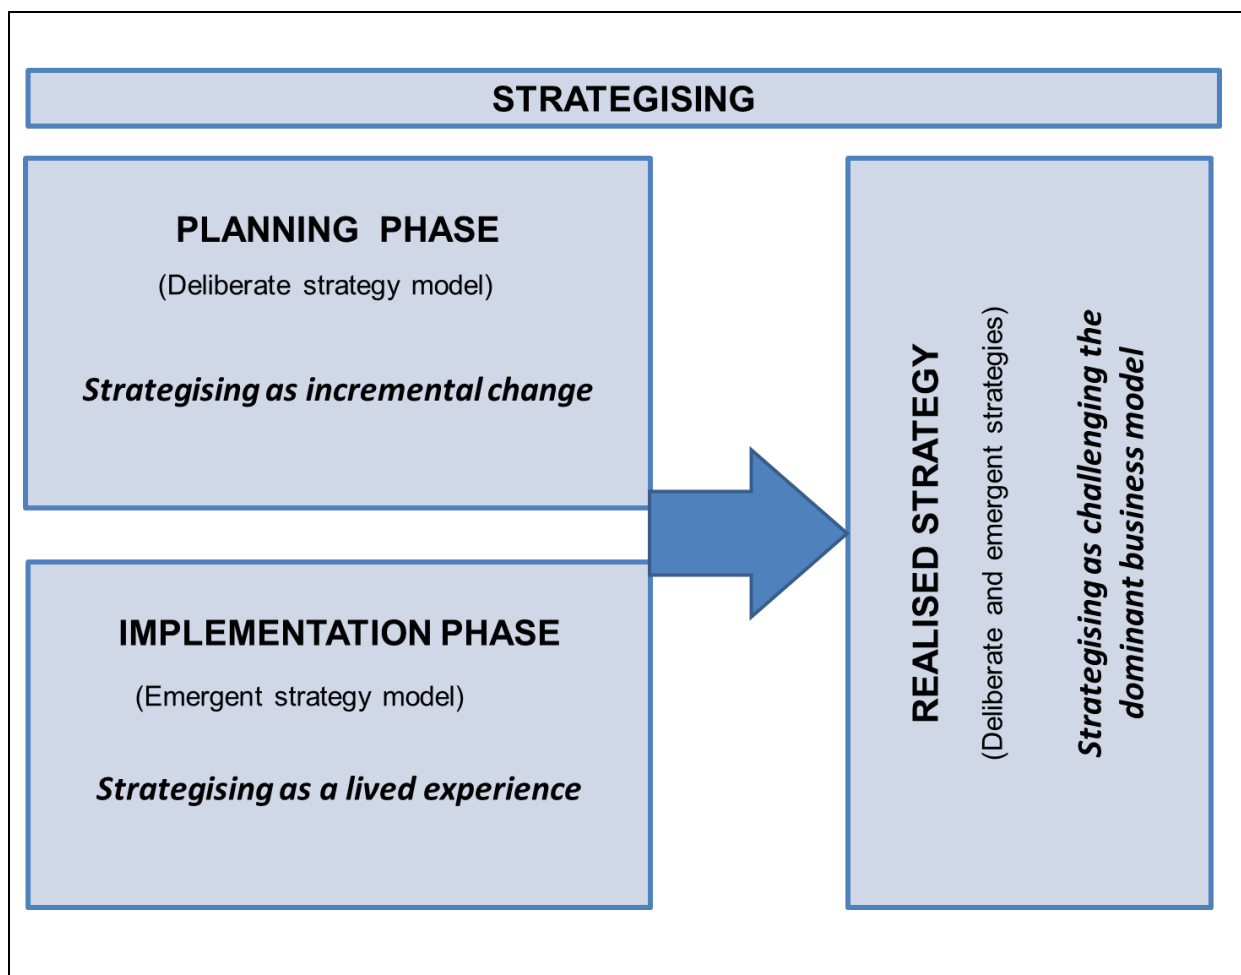 STRATEGISING
PLANNING PHASE
(Deliberate strategy model)
Strategising as incremental change
IMPLEMENTATION PHASE
(Emergent strategy model)
Strategising as a lived experience
REALISED STRATEGY
(Deliberate and emergent strategies)
Strategising as challenging the
dominant business model